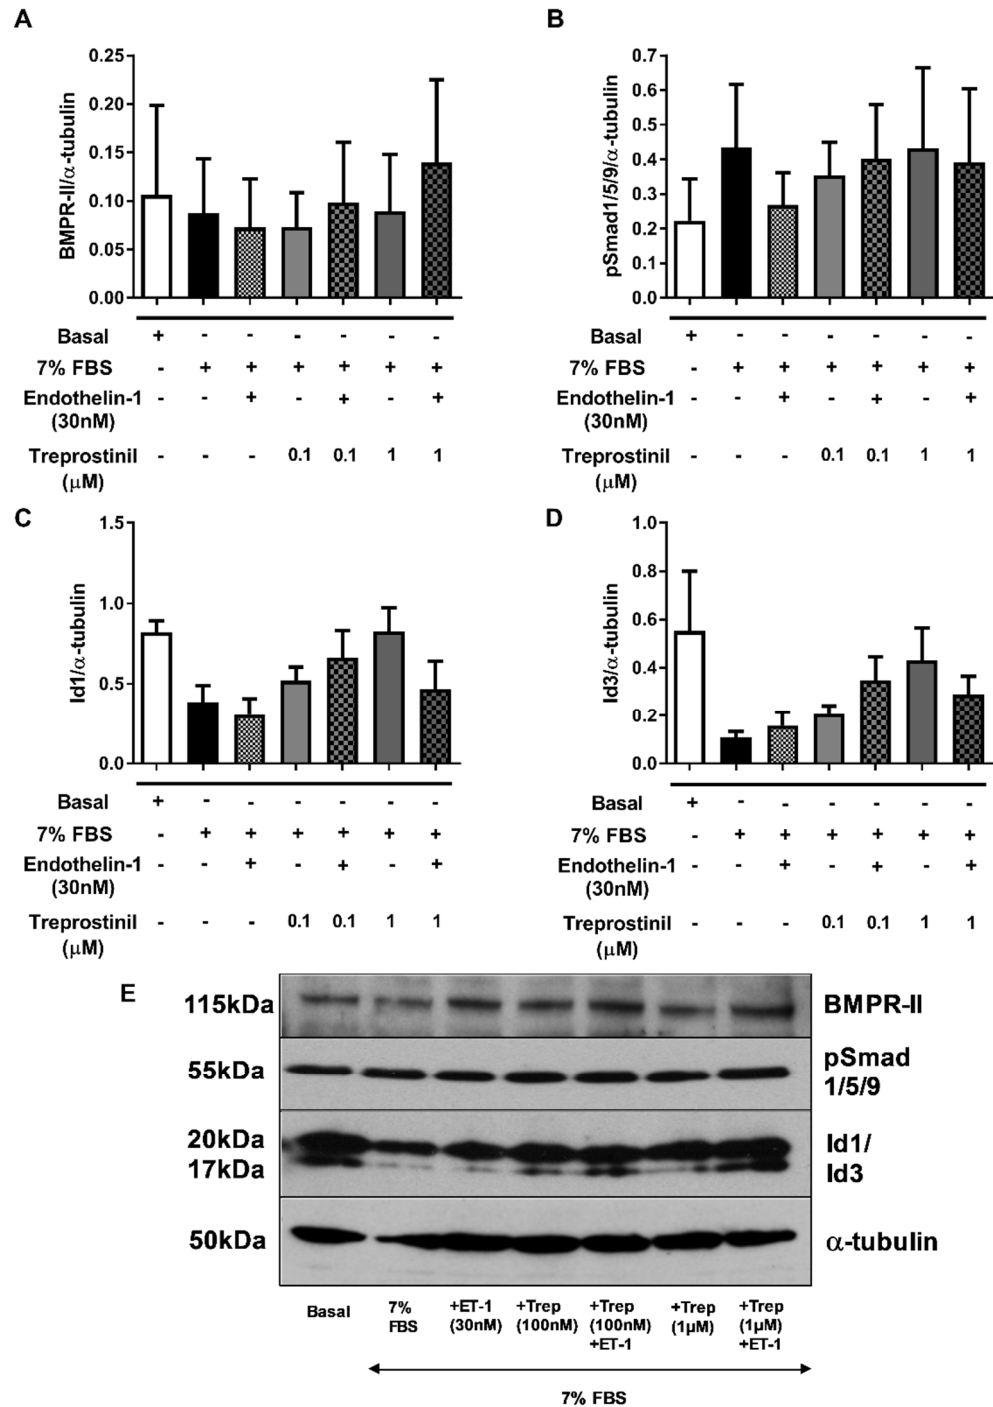 A
BMPR-II/α-tubulin
0.25
0.20
0.15
0.10
0.05
0.00
Basal + - - - - - -
7% FBS - + + + + + +
Endothelin-1 - - + - + - +
(30nM)
Treprostinil - - - 0.1 0.1 1 1
(μM)
B
pSmad1/5/9/α-tubulin
0.7
0.6
0.5
0.4
0.3
0.2
0.1
0.0
Basal + - - - - - -
7% FBS - + + + + + +
Endothelin-1 - - + - + - +
(30nM)
Treprostinil - - - 0.1 0.1 1 1
(μM)
C
Id1/α-tubulin
1.5
1.0
0.5
0.0
Basal + - - - - - -
7% FBS - + + + + + +
Endothelin-1 - - + - + - +
(30nM)
Treprostinil - - - 0.1 0.1 1 1
(μM)
D
Id3/α-tubulin
1.0
0.8
0.6
0.4
0.2
0.0
Basal + - - - - - -
7% FBS - + + + + + +
Endothelin-1 - - + - + - +
(30nM)
Treprostinil - - - 0.1 0.1 1 1
(μM)
E
115kDa
BMPR-II
55kDa
pSmad
1/5/9
20kDa
17kDa
Id1/
Id3
50kDa
α-tubulin
Basal
7%
FBS
+ET-1
(30nM)
+Trep
(100nM)
+Trep
(100nM)
+ET-1
+Trep
(1μM)
+Trep
(1μM)
+ET-1
7% FBS